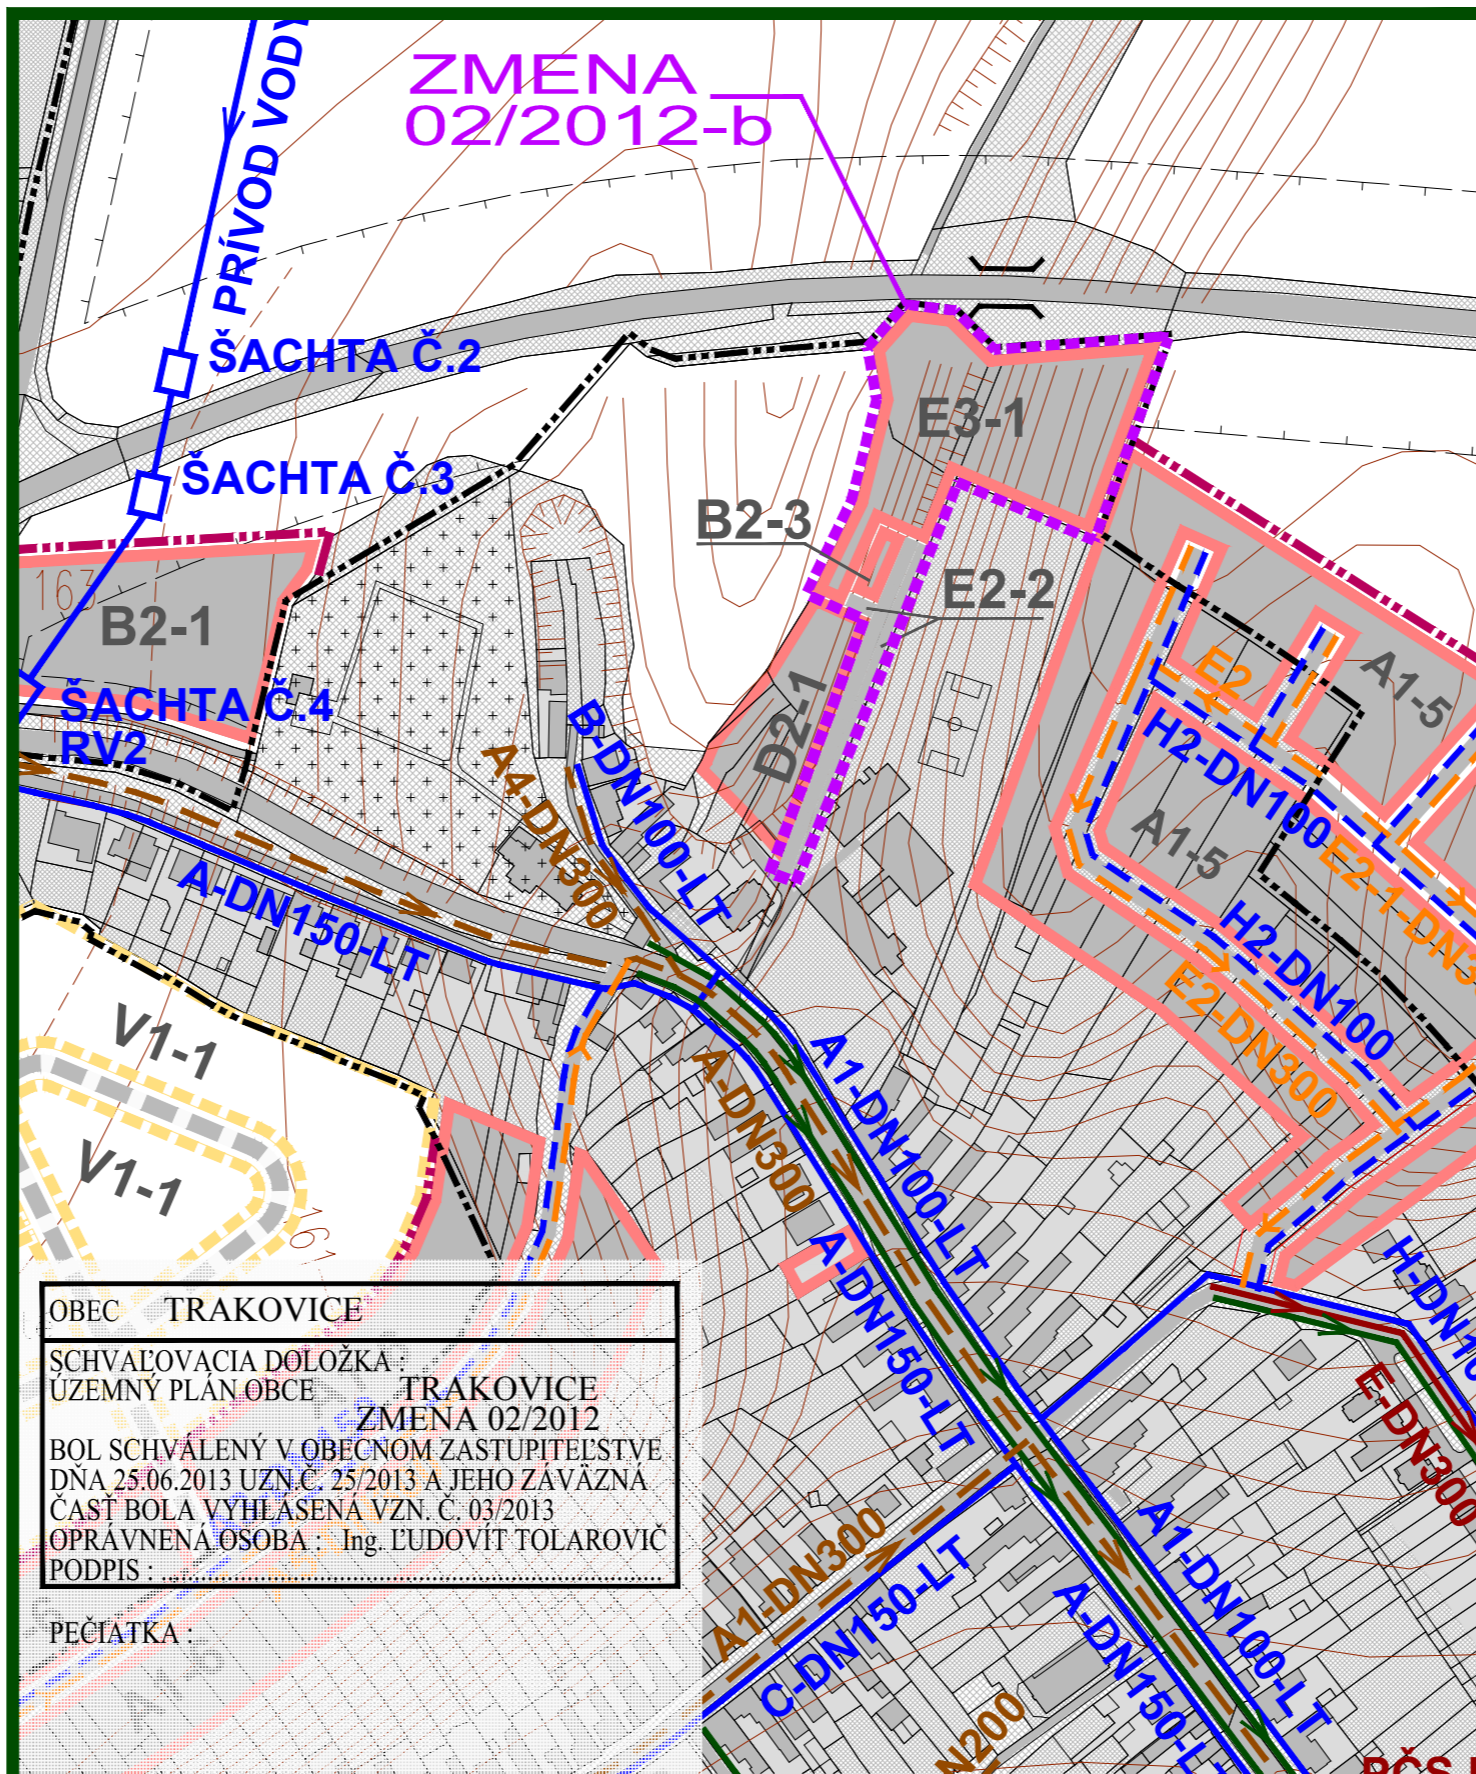 PRÍVOD VODY
ZMENA
02/2012-b
ŠACHTA Č.2
ŠACHTA Č.3
E3-1
B2-3
E2-2
163
B2-1
ŠACHTA Č.4
RV2
D2-1
B-DN100-LT
A4-DN300
A-DN150-LT
E2
A1-5
H2-DN100
A1-5
E2-1-DN3
H2-DN100
E2-DN300
V1-1
V1-1
161
A-DN300
A1-DN100-LT
A-DN150-LT
H-DN10
E-DN300
OBEC TRAKOVICE
SCHVAĽOVACIA DOLOŽKA :
ÚZEMNÝ PLÁN OBCE TRAKOVICE
ZMENA 02/2012
BOL SCHVÁLENÝ V OBECNOM ZASTUPITEĽSTVE
DŇA 25.06.2013 UZN.Č. 25/2013 A JEHO ZÁVÄZNÁ
ČASŤ BOLA VYHLÁSENÁ VZN. Č. 03/2013
OPRÁVNENÁ OSOBA : Ing. ĽUDOVÍT TOLAROVIČ
PODPIS :
PEČIATKA :
A1-DN300
C-DN150-LT
A1-DN100-LT
A-DN150-L
N200
PČS